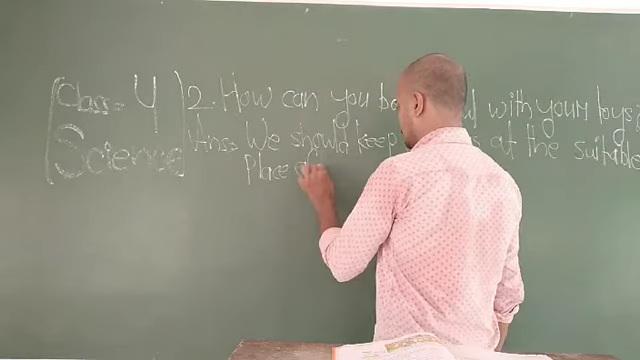 Class- 4
Science
2. How can you be with your toys
Ans- We should keep at the suitable
Place